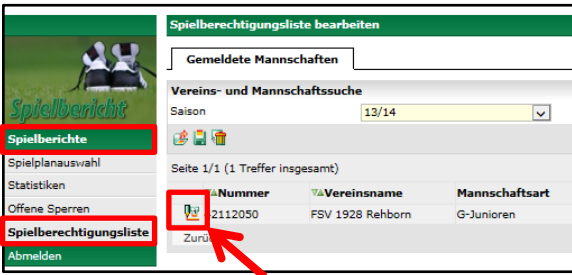 Spielberechtigungsliste bearbeiten
Gemeldete Mannschaften
Spielbericht
Vereins- und Mannschaftssuche
Saison 13/14
Spielberichte
Spielplanauswahl
Seite 1/1 (1 Treffer insgesamt)
Statistiken
Nummer Vereinsname Mannschaftsart
Offene Sperren
2112050 FSV 1928 Rehborn G-Junioren
Spielberechtigungsliste
Abmelden